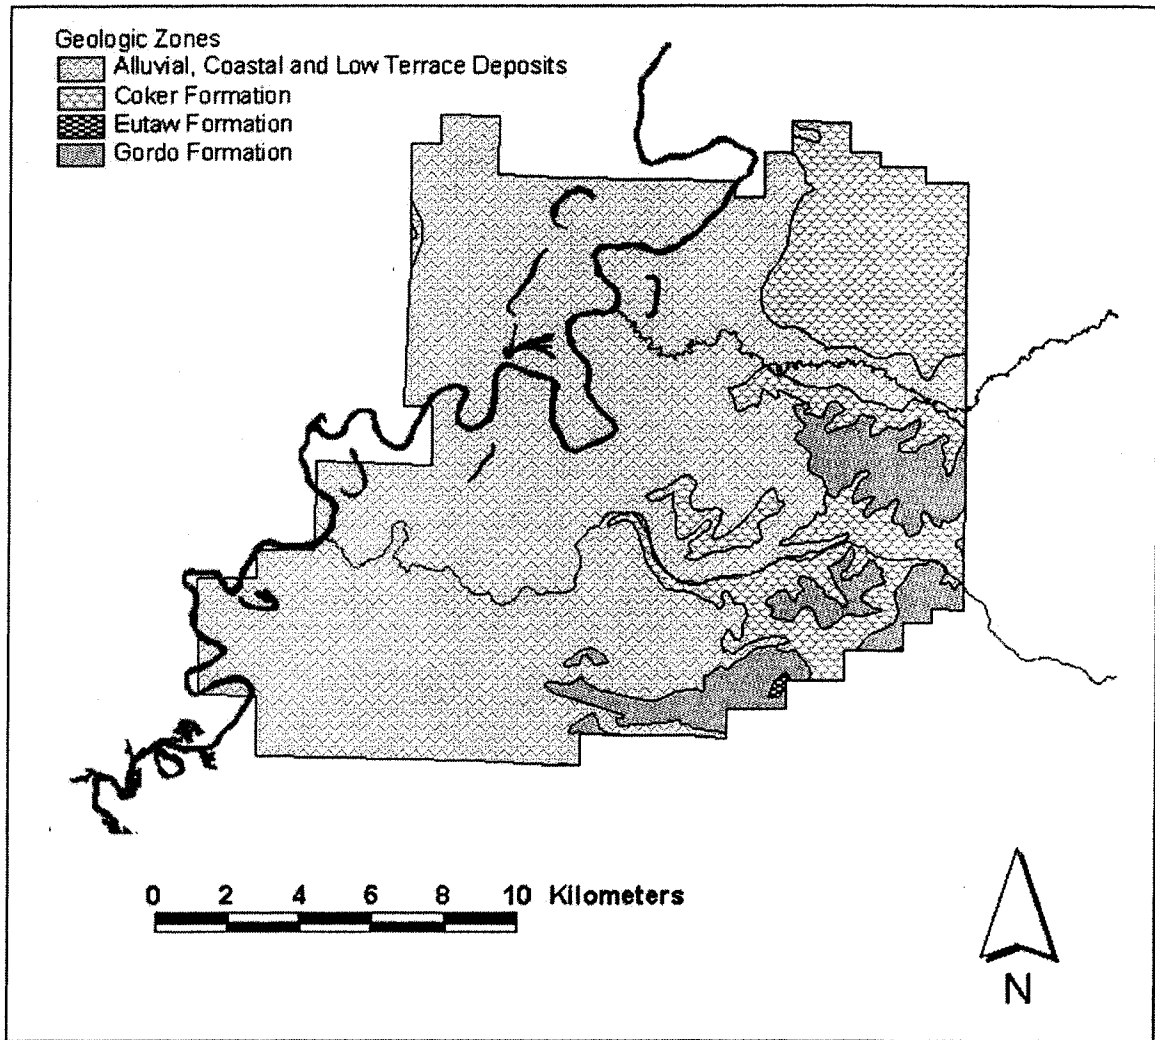 Geologic Zones
Alluvial, Coastal and Low Terrace Deposits
Coker Formation
Eutaw Formation
Gordo Formation
0 2 4 6 8 10 Kilometers
N